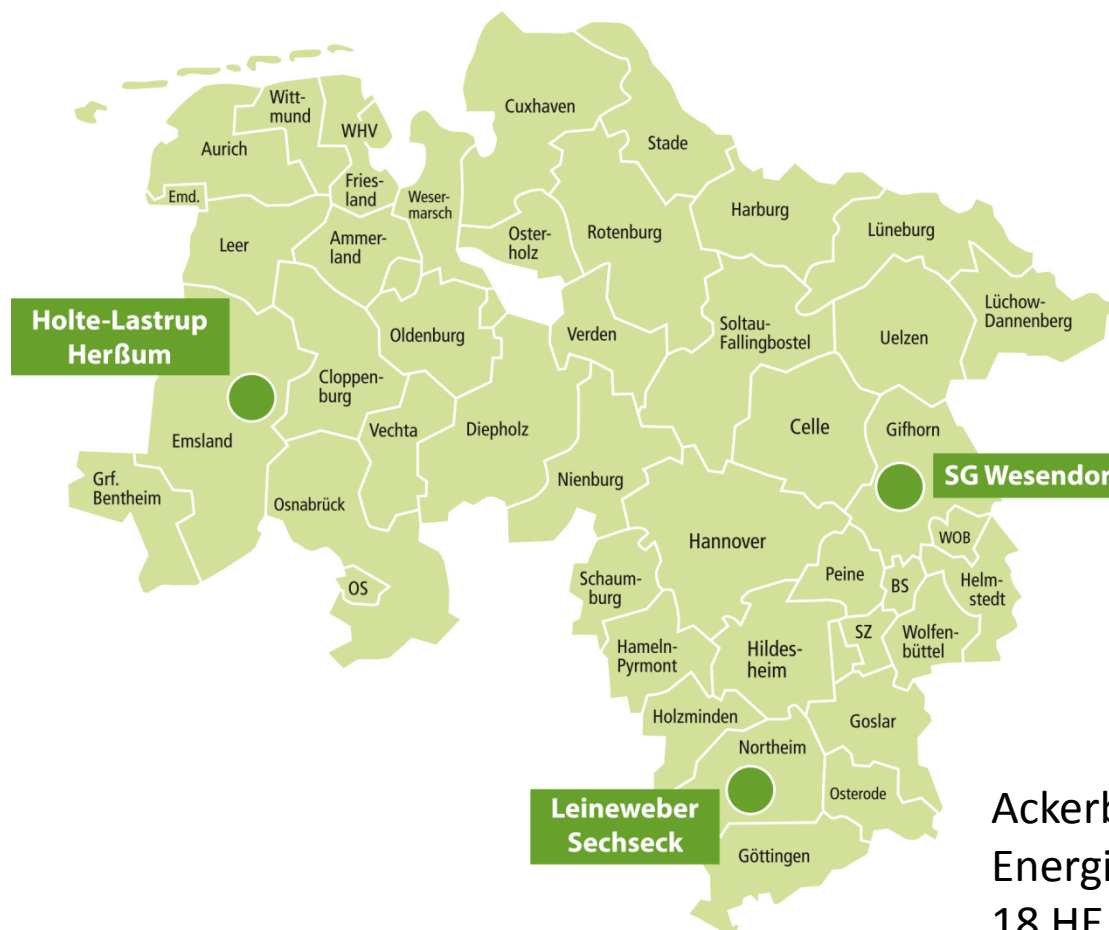 Cuxhaven
Witt-
mund
WHV
Stade
Aurich
Fries-
land
Weser-
marsch
Emd.
Harburg
Lüneburg
Leer
Ammer-
land
Oster-
holz
Rotenburg
Lüchow-
Dannenberg
Holte-Lastrup
Herßum
Oldenburg
Verden
Soltau-
Fallingbostel
Uelzen
Cloppen-
burg
Emsland
Vechta
Diepholz
Celle
Gifhorn
Grf.
Bentheim
Osnabrück
Nienburg
SG Wesendor
Hannover
WOB
OS
Schaum-
burg
Peine
BS
Helm-
stedt
Hameln-
Pyrmont
Hildes-
heim
SZ
Wolfen-
büttel
Holzminden
Goslar
Northeim
Leineweber
Sechseck
Osterode
Göttingen
Ackerb
Energi
18 HE